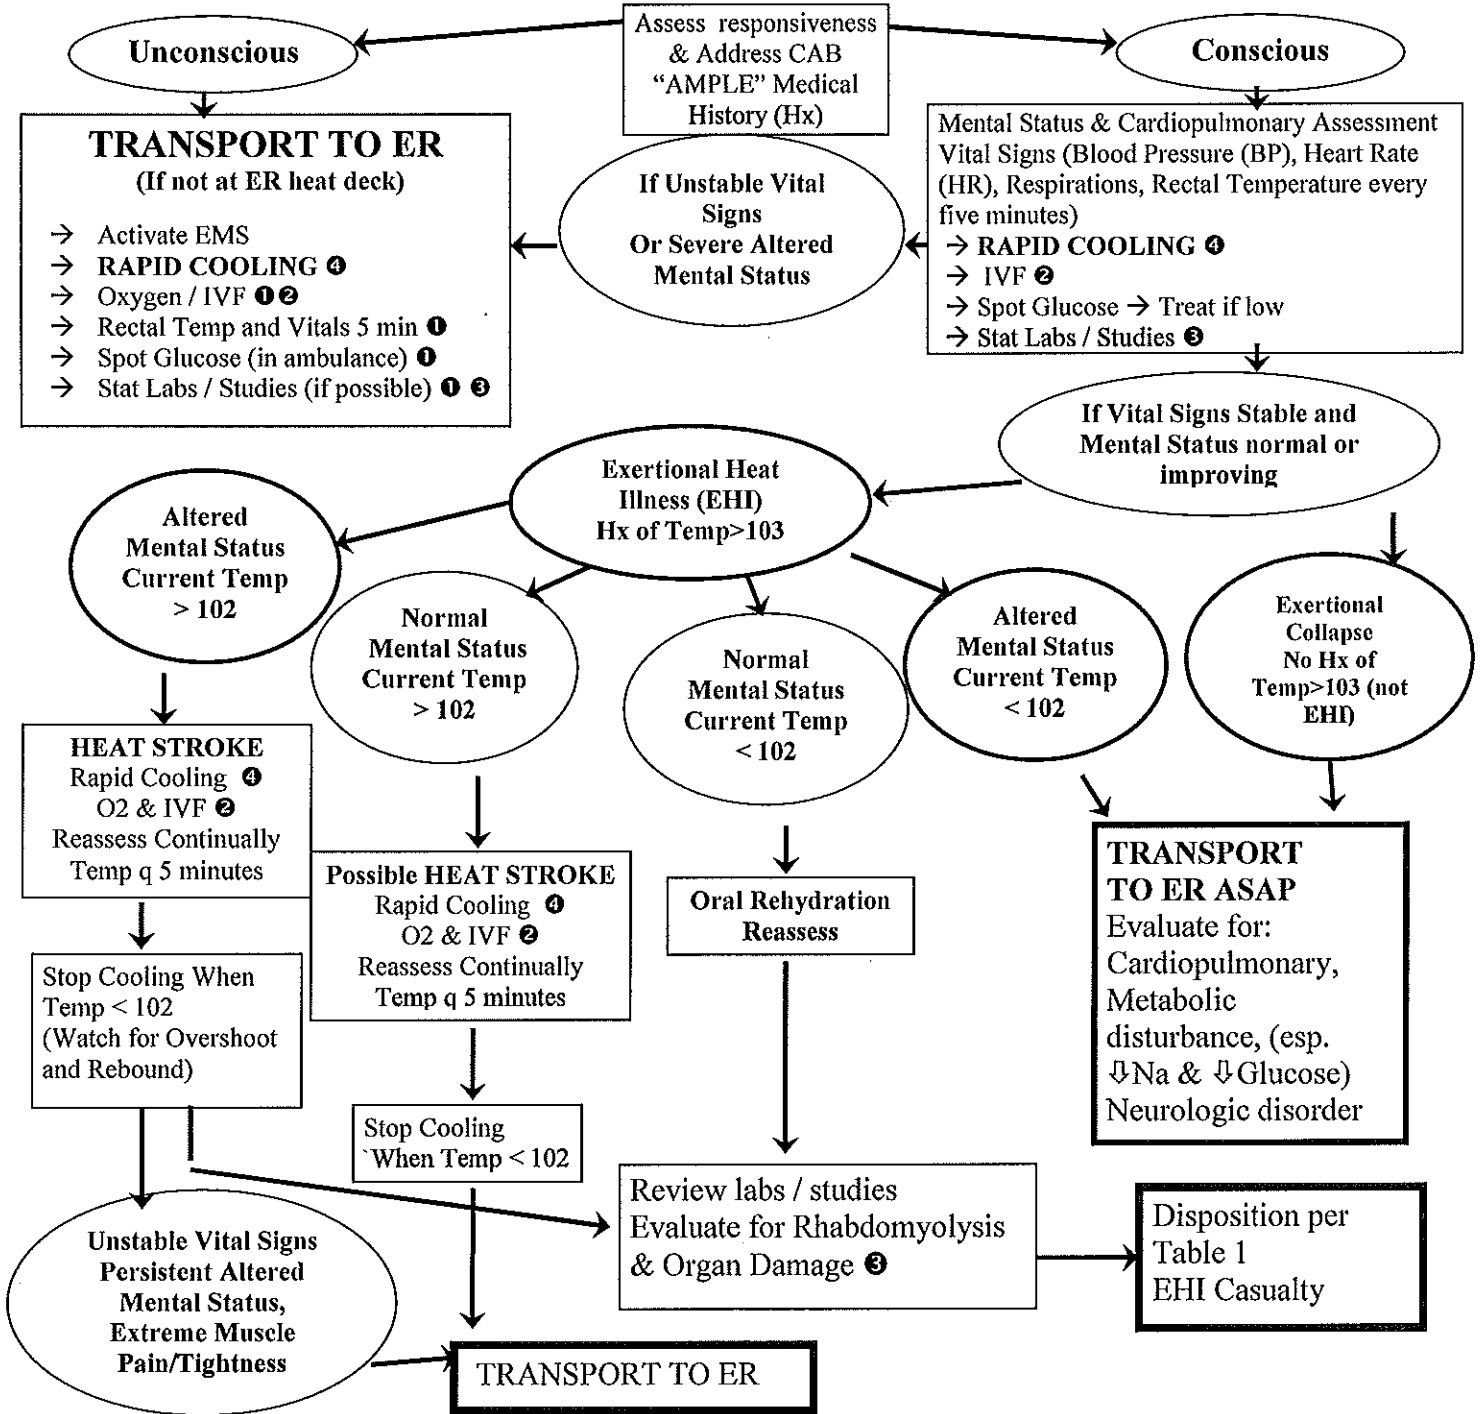 Assess responsiveness
& Address CAB
“AMPLE” Medical
History (Hx)
Unconscious
Conscious
TRANSPORT TO ER
(If not at ER heat deck)
→ Activate EMS
→ RAPID COOLING ❹
→ Oxygen / IVF ❶ ❷
→ Rectal Temp and Vitals 5 min ❶
→ Spot Glucose (in ambulance) ❶
→ Stat Labs / Studies (if possible) ❶ ❸
If Unstable Vital
Signs
Or Severe Altered
Mental Status
Mental Status & Cardiopulmonary Assessment
Vital Signs (Blood Pressure (BP), Heart Rate
(HR), Respirations, Rectal Temperature every
five minutes)
→ RAPID COOLING ❹
→ IVF ❷
→ Spot Glucose → Treat if low
→ Stat Labs / Studies ❸
If Vital Signs Stable and
Mental Status normal or
improving
Exertional Heat
Illness (EHI)
Hx of Temp>103
Altered
Mental Status
Current Temp
> 102
Normal
Mental Status
Current Temp
> 102
Normal
Mental Status
Current Temp
< 102
Altered
Mental Status
Current Temp
< 102
Exertional
Collapse
No Hx of
Temp>103 (not
EHI)
HEAT STROKE
Rapid Cooling ❹
O2 & IVF ❷
Reassess Continually
Temp q 5 minutes
Possible HEAT STROKE
Rapid Cooling ❹
O2 & IVF ❷
Reassess Continually
Temp q 5 minutes
Oral Rehydration
Reassess
TRANSPORT
TO ER ASAP
Evaluate for:
Cardiopulmonary,
Metabolic
disturbance, (esp.
⇩Na & ⇩Glucose)
Neurologic disorder
Stop Cooling When
Temp < 102
(Watch for Overshoot
and Rebound)
Stop Cooling
When Temp < 102
Review labs / studies
Evaluate for Rhabdomyolysis
& Organ Damage ❸
Disposition per
Table 1
EHI Casualty
Unstable Vital Signs
Persistent Altered
Mental Status,
Extreme Muscle
Pain/Tightness
TRANSPORT TO ER